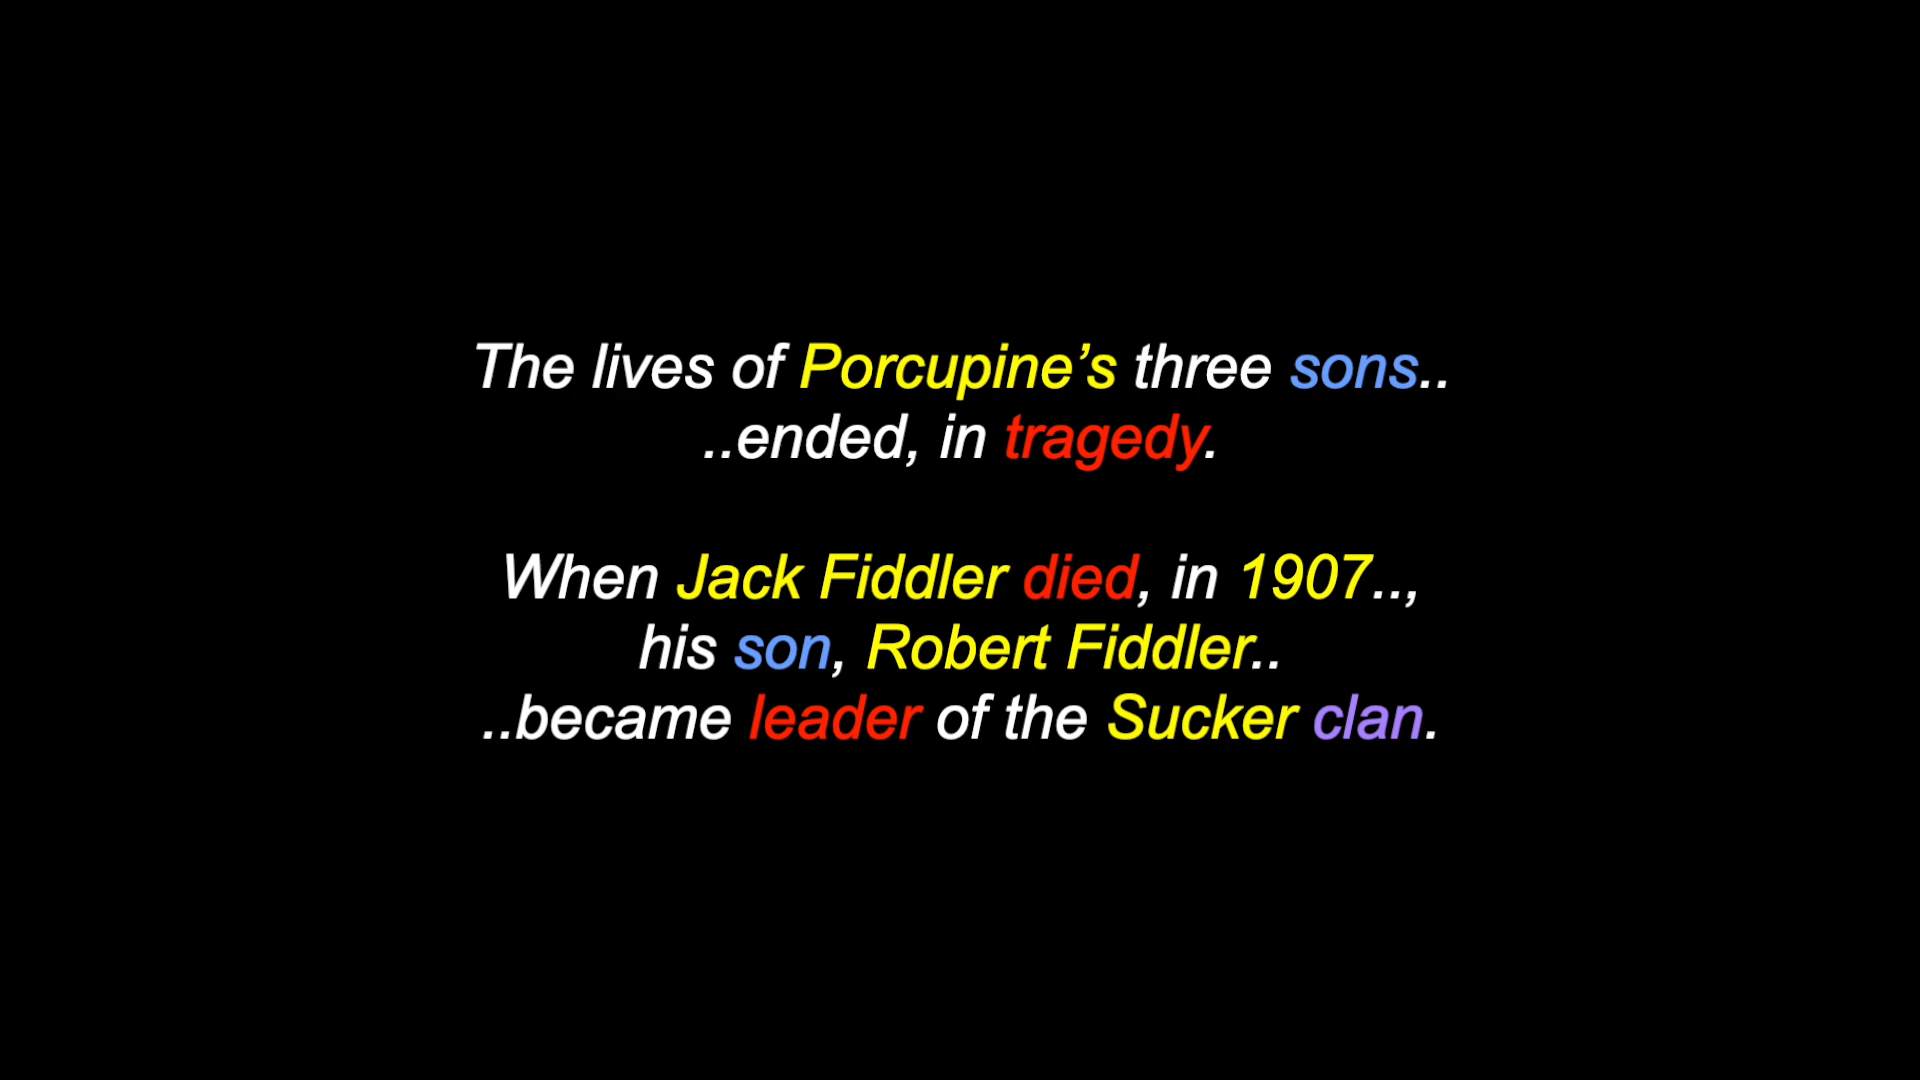 The lives of Porcupine’s three sons..
..ended, in tragedy.
When Jack Fiddler died, in 1907..,
his son, Robert Fiddler..
..became leader of the Sucker clan.